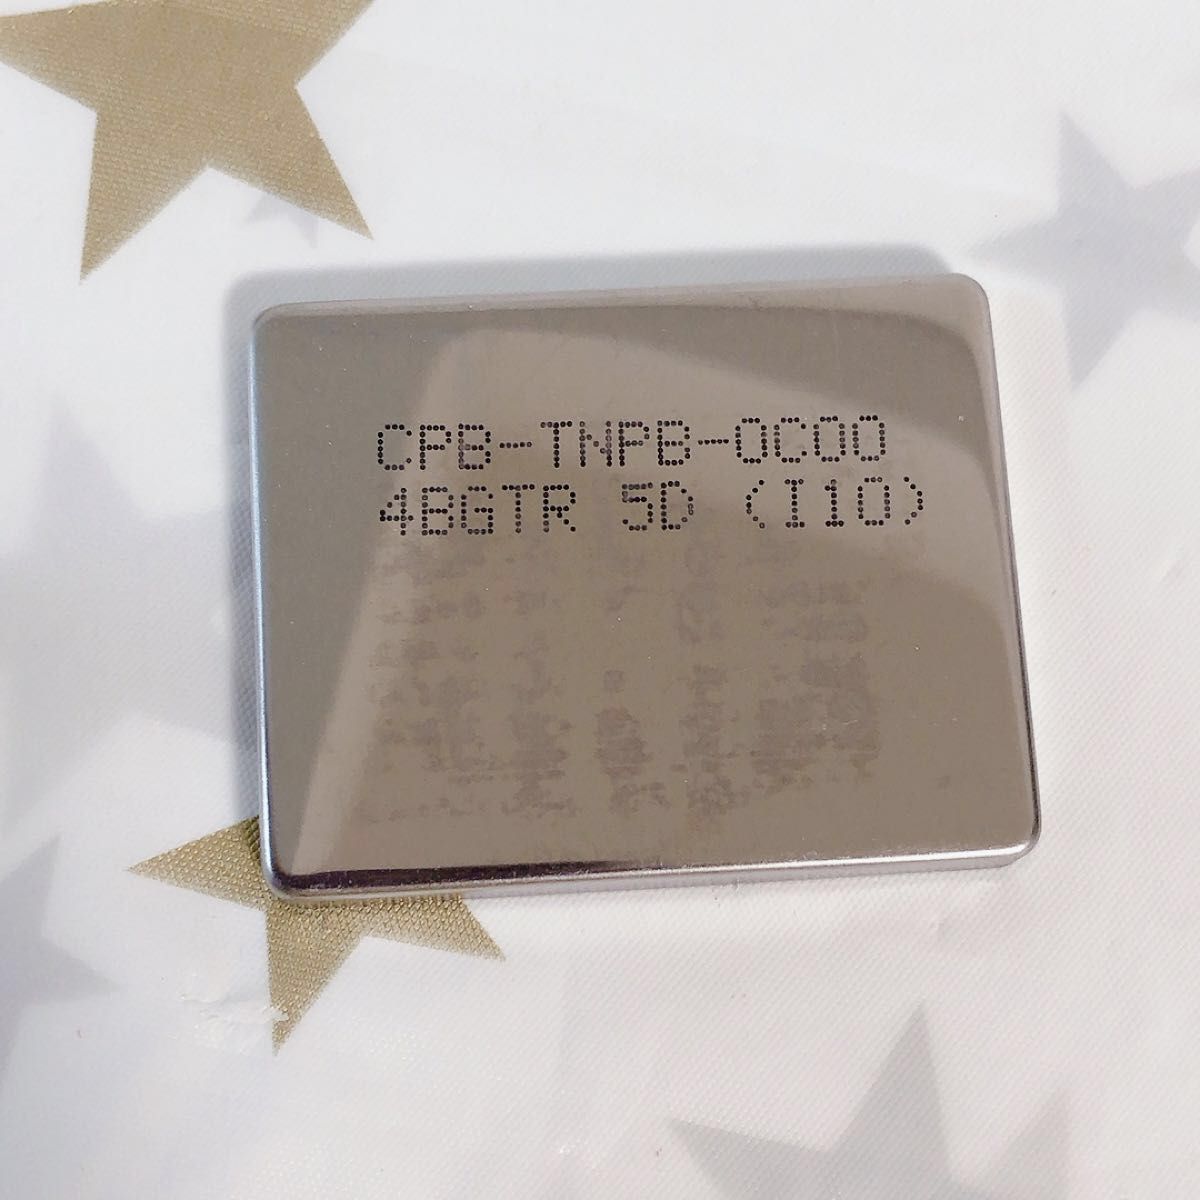 CPB-TNPB-0C00
4BGTR 5D (I10)